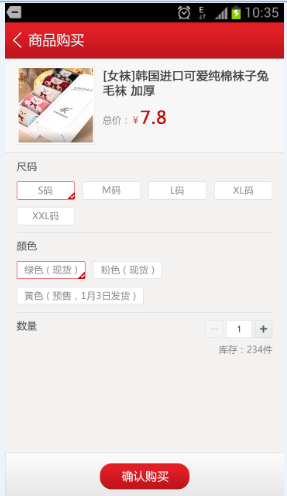 10:35
商品购买
[女袜]韩国进口可爱纯棉袜子兔
毛袜 加厚
总价：¥7.8
尺码
S码 M码 L码 XL码
XXL码
颜色
绿色（现货） 粉色（现货）
黄色（预售，1月3日发货）
数量 － 1 ＋
库存：234件
确认购买